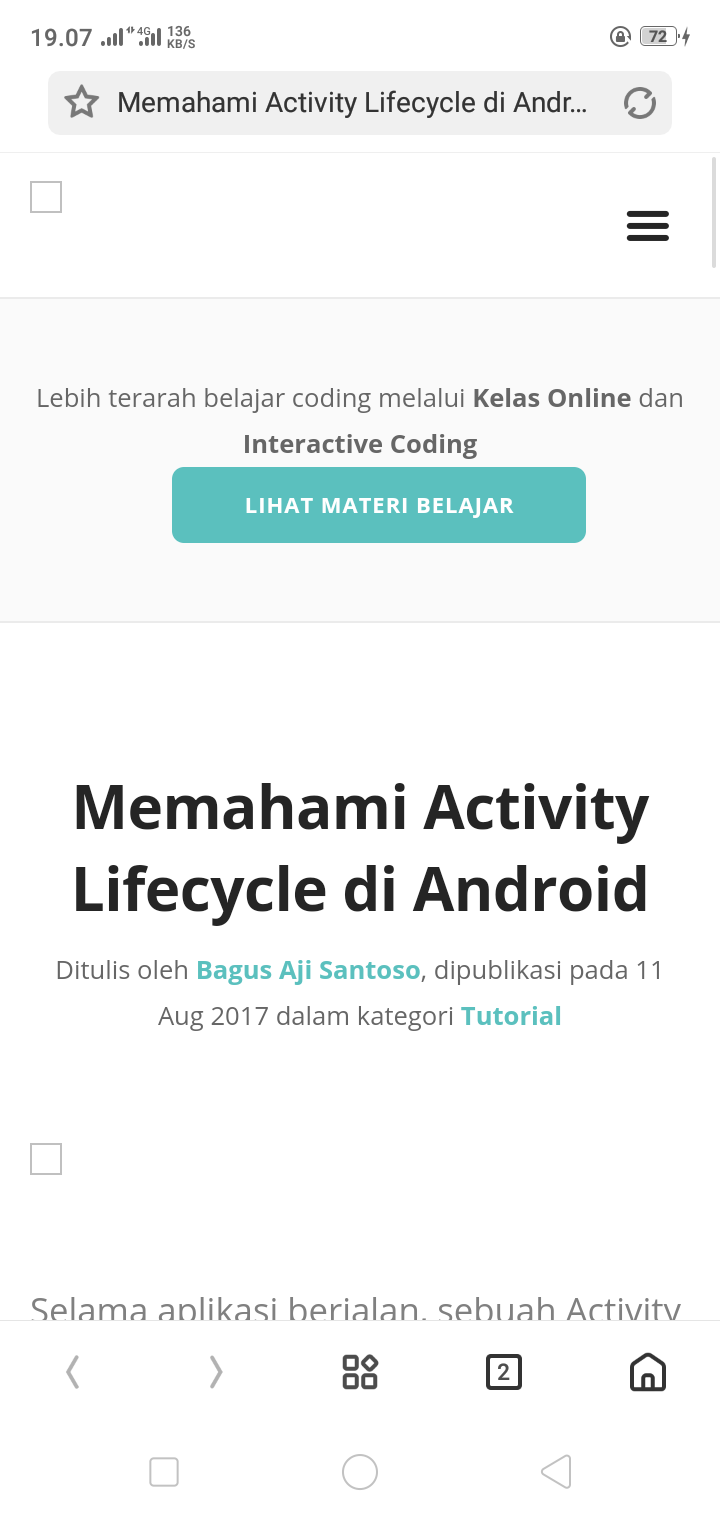 19.07 4G 136 KB/S 72
Memahami Activity Lifecycle di Andr...
Lebih terarah belajar coding melalui Kelas Online dan
Interactive Coding
LIHAT MATERI BELAJAR
Memahami Activity
Lifecycle di Android
Ditulis oleh Bagus Aji Santoso, dipublikasi pada 11
Aug 2017 dalam kategori Tutorial
Selama aplikasi berjalan, sebuah Activity
2